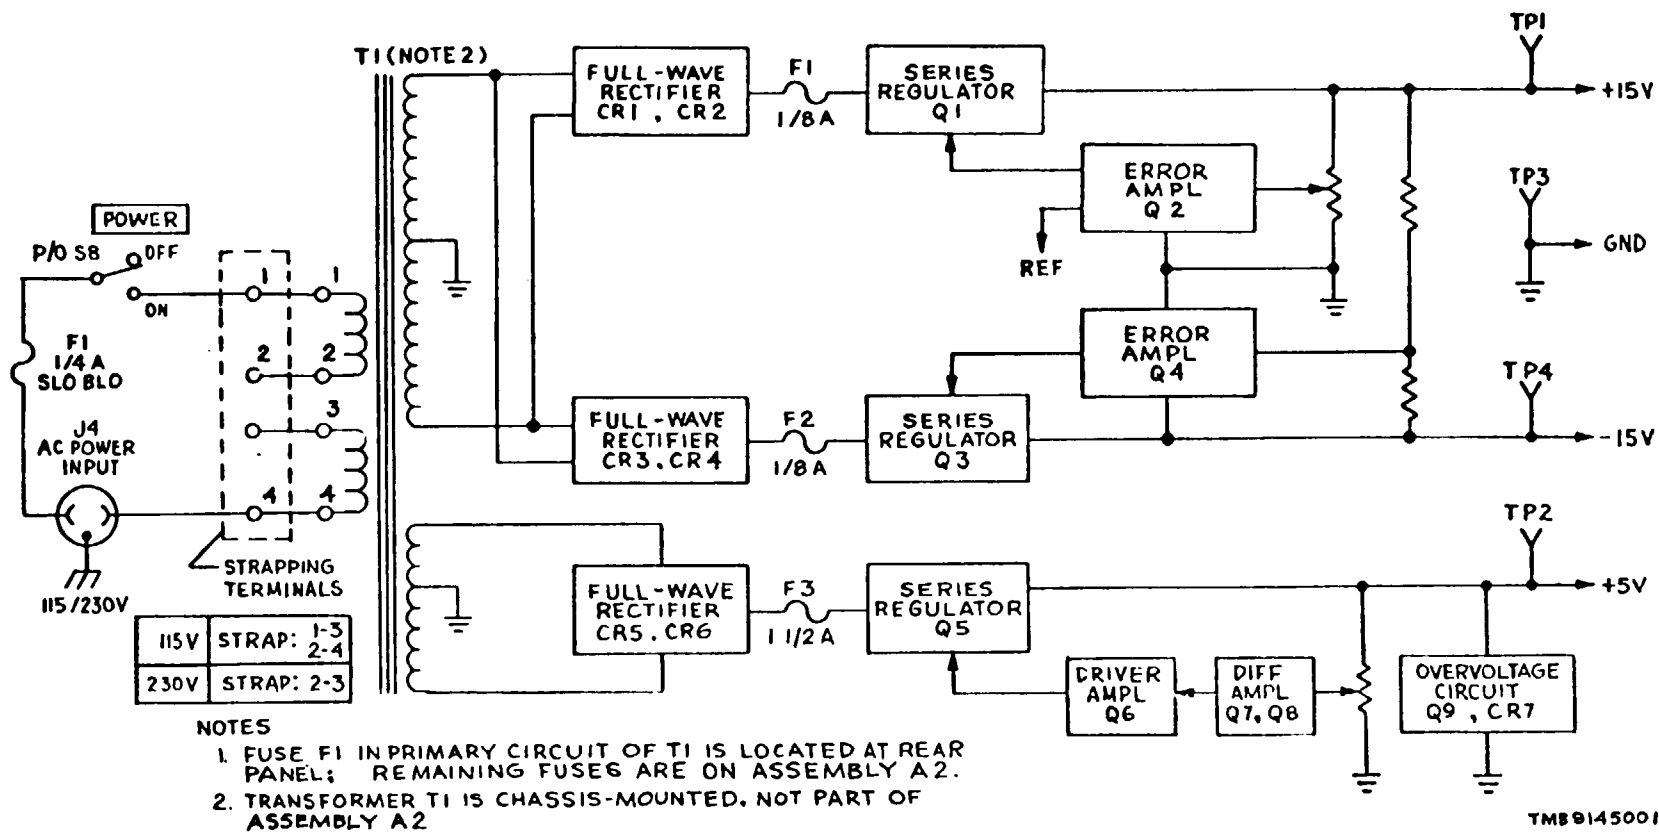 T1(NOTE 2)
FULL-WAVE
RECTIFIER
CR1 , CR2
F1
1/8 A
SERIES
REGULATOR
Q1
TP1
+15V
ERROR
AMPL
Q2
REF
TP3
GND
POWER
P/O S8
OFF
ON
1
1
2
2
3
4
4
F1
1/4 A
SLO BLO
J4
AC POWER
INPUT
115/230V
STRAPPING
TERMINALS
ERROR
AMPL
Q4
TP4
FULL-WAVE
RECTIFIER
CR3, CR4
F2
1/8 A
SERIES
REGULATOR
Q3
-15V
TP2
FULL-WAVE
RECTIFIER
CR5, CR6
F3
1 1/2 A
SERIES
REGULATOR
Q5
+5V
DRIVER
AMPL
Q6
DIFF
AMPL
Q7, Q8
OVERVOLTAGE
CIRCUIT
Q9 , CR7
115V STRAP: 1-3
2-4
230V STRAP: 2-3
NOTES
1. FUSE F1 IN PRIMARY CIRCUIT OF T1 IS LOCATED AT REAR
PANEL; REMAINING FUSES ARE ON ASSEMBLY A2.
2. TRANSFORMER T1 IS CHASSIS-MOUNTED. NOT PART OF
ASSEMBLY A2
TMB9145001